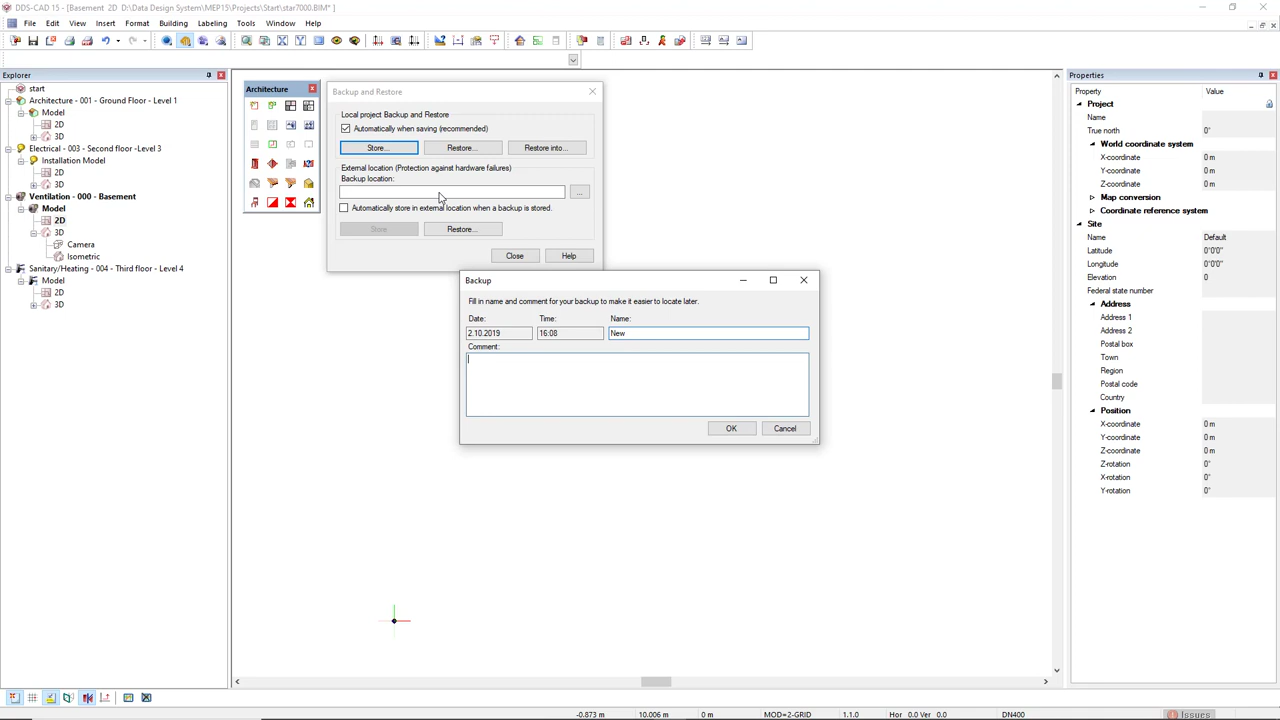 DDS-CAD 15 - [Basement 2D D:\Data Design System\MEP15\Projects\Start\star7000.BIM* ]
File Edit View Insert Format Building Labeling Tools Window Help
Explorer
start
Architecture - 001 - Ground Floor - Level 1
Model
2D
3D
Electrical - 003 - Second floor -Level 3
Installation Model
2D
3D
Ventilation - 000 - Basement
Model
2D
3D
Camera
Isometric
Sanitary/Heating - 004 - Third floor - Level 4
Model
2D
3D
Architecture
Backup and Restore
Local project Backup and Restore
Automatically when saving (recommended)
Store... Restore... Restore into...
External location (Protection against hardware failures)
Backup location:
...
Automatically store in external location when a backup is stored.
Store Restore...
Close Help
Backup
Fill in name and comment for your backup to make it easier to locate later.
Date: Time: Name:
2.10.2019 16:08 New
Comment:
OK Cancel
Properties
Property Value
Project
Name
True north 0°
World coordinate system
X-coordinate 0 m
Y-coordinate 0 m
Z-coordinate 0 m
Map conversion
Coordinate reference system
Site
Name Default
Latitude 0°0'0"
Longitude 0°0'0"
Elevation 0
Federal state number
Address
Address 1
Address 2
Postal box
Town
Region
Postal code
Country
Position
X-coordinate 0 m
Y-coordinate 0 m
Z-coordinate 0 m
Z-rotation 0°
X-rotation 0°
Y-rotation 0°
-0.873 m 10.006 m 0 m MOD=2-GRID 1.1.0 Hor 0.0 Ver 0.0 DN400 Issues